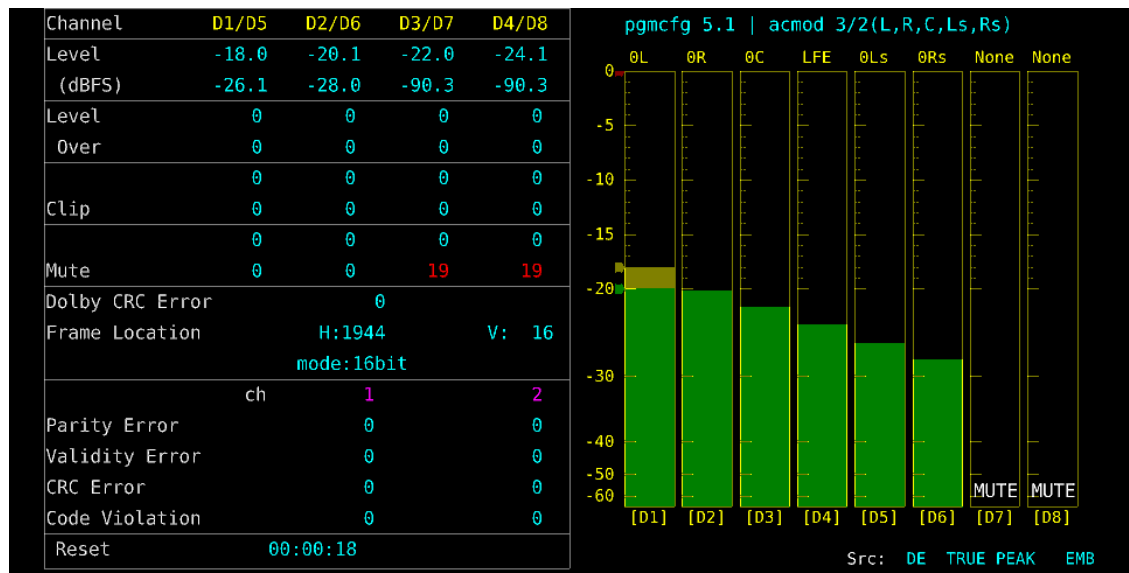 Channel D1/D5 D2/D6 D3/D7 D4/D8
Level -18.0 -20.1 -22.0 -24.1
(dBFS) -26.1 -28.0 -90.3 -90.3
Level 0 0 0 0
Over 0 0 0 0
0 0 0 0
Clip 0 0 0 0
0 0 0 0
Mute 0 0 19 19
Dolby CRC Error 0
Frame Location H:1944 V: 16
mode:16bit
ch 1 2
Parity Error 0 0
Validity Error 0 0
CRC Error 0 0
Code Violation 0 0
Reset 00:00:18
pgmcfg 5.1 | acmod 3/2(L,R,C,Ls,Rs)
0L 0R 0C LFE 0Ls 0Rs None None
0
-5
-10
-15
-20
-30
-40
-50
-60
MUTE MUTE
[D1] [D2] [D3] [D4] [D5] [D6] [D7] [D8]
Src: DE TRUE PEAK EMB